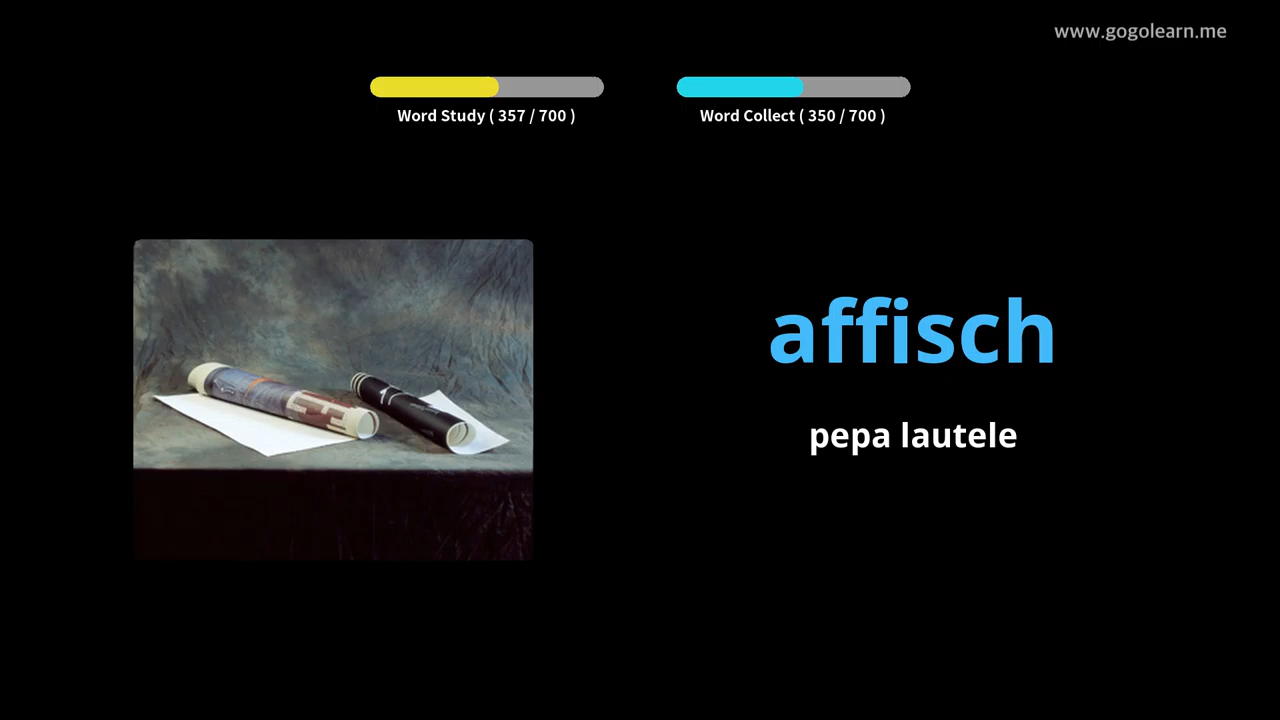 www.gogolearn.me
Word Study ( 357 / 700 )
Word Collect ( 350 / 700 )
affisch
pepa lautele